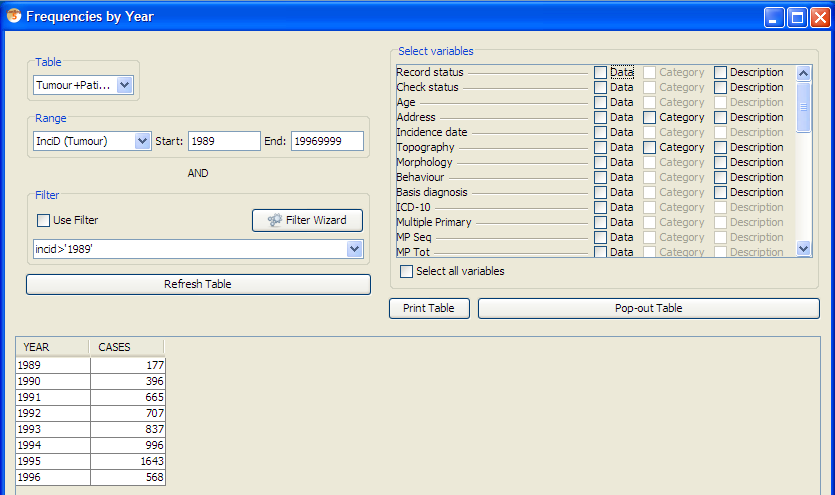 Frequencies by Year
Table
Tumour+Pati...
Range
InciD (Tumour) Start: 1989 End: 19969999
AND
Filter
Use Filter Filter Wizard
incid>'1989'
Refresh Table
Select variables
Record status Data Category Description
Check status Data Category Description
Age Data Category Description
Address Data Category Description
Incidence date Data Category Description
Topography Data Category Description
Morphology Data Category Description
Behaviour Data Category Description
Basis diagnosis Data Category Description
ICD-10 Data Category Description
Multiple Primary Data Category Description
MP Seq Data Category Description
MP Tot Data Category Description
Select all variables
Print Table Pop-out Table
YEAR CASES
1989 177
1990 396
1991 665
1992 707
1993 837
1994 996
1995 1643
1996 568